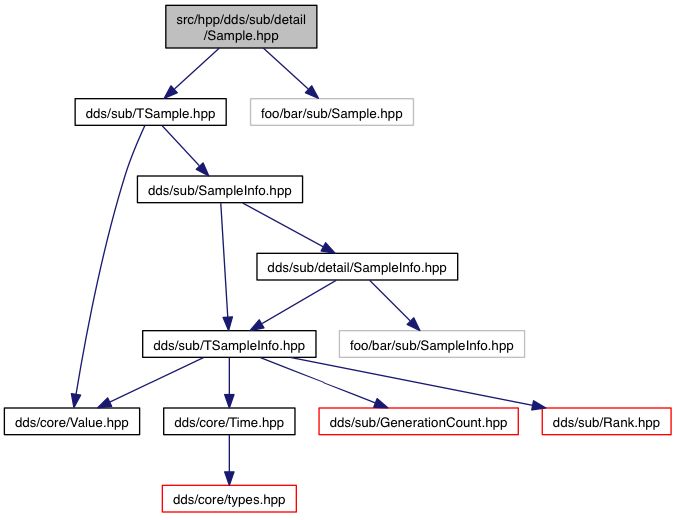 src/hpp/dds/sub/detail
/Sample.hpp
dds/sub/TSample.hpp
foo/bar/sub/Sample.hpp
dds/sub/SampleInfo.hpp
dds/sub/detail/SampleInfo.hpp
dds/sub/TSampleInfo.hpp
foo/bar/sub/SampleInfo.hpp
dds/core/Value.hpp
dds/core/Time.hpp
dds/sub/GenerationCount.hpp
dds/sub/Rank.hpp
dds/core/types.hpp